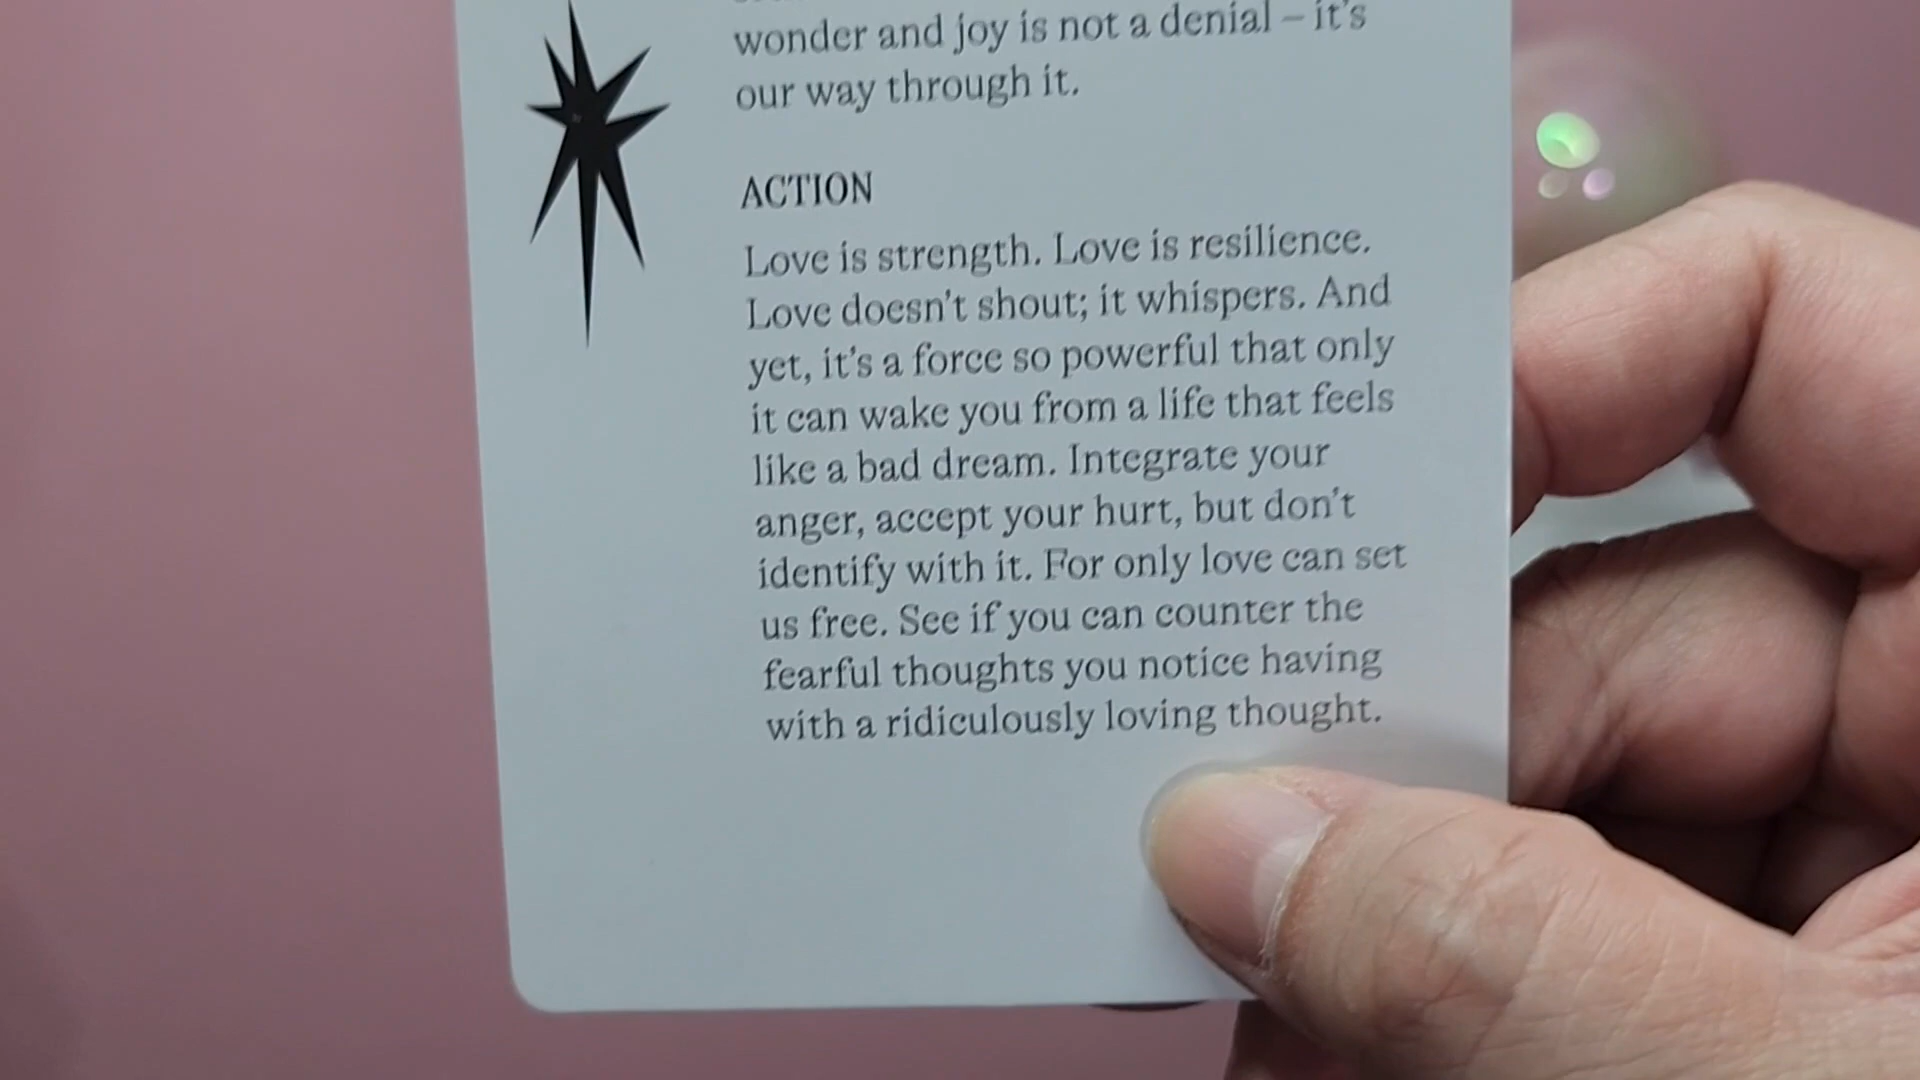 wonder and joy is not a denial – it's
our way through it.
ACTION
Love is strength. Love is resilience.
Love doesn't shout; it whispers. And
yet, it's a force so powerful that only
it can wake you from a life that feels
like a bad dream. Integrate your
anger, accept your hurt, but don't
identify with it. For only love can set
us free. See if you can counter the
fearful thoughts you notice having
with a ridiculously loving thought.